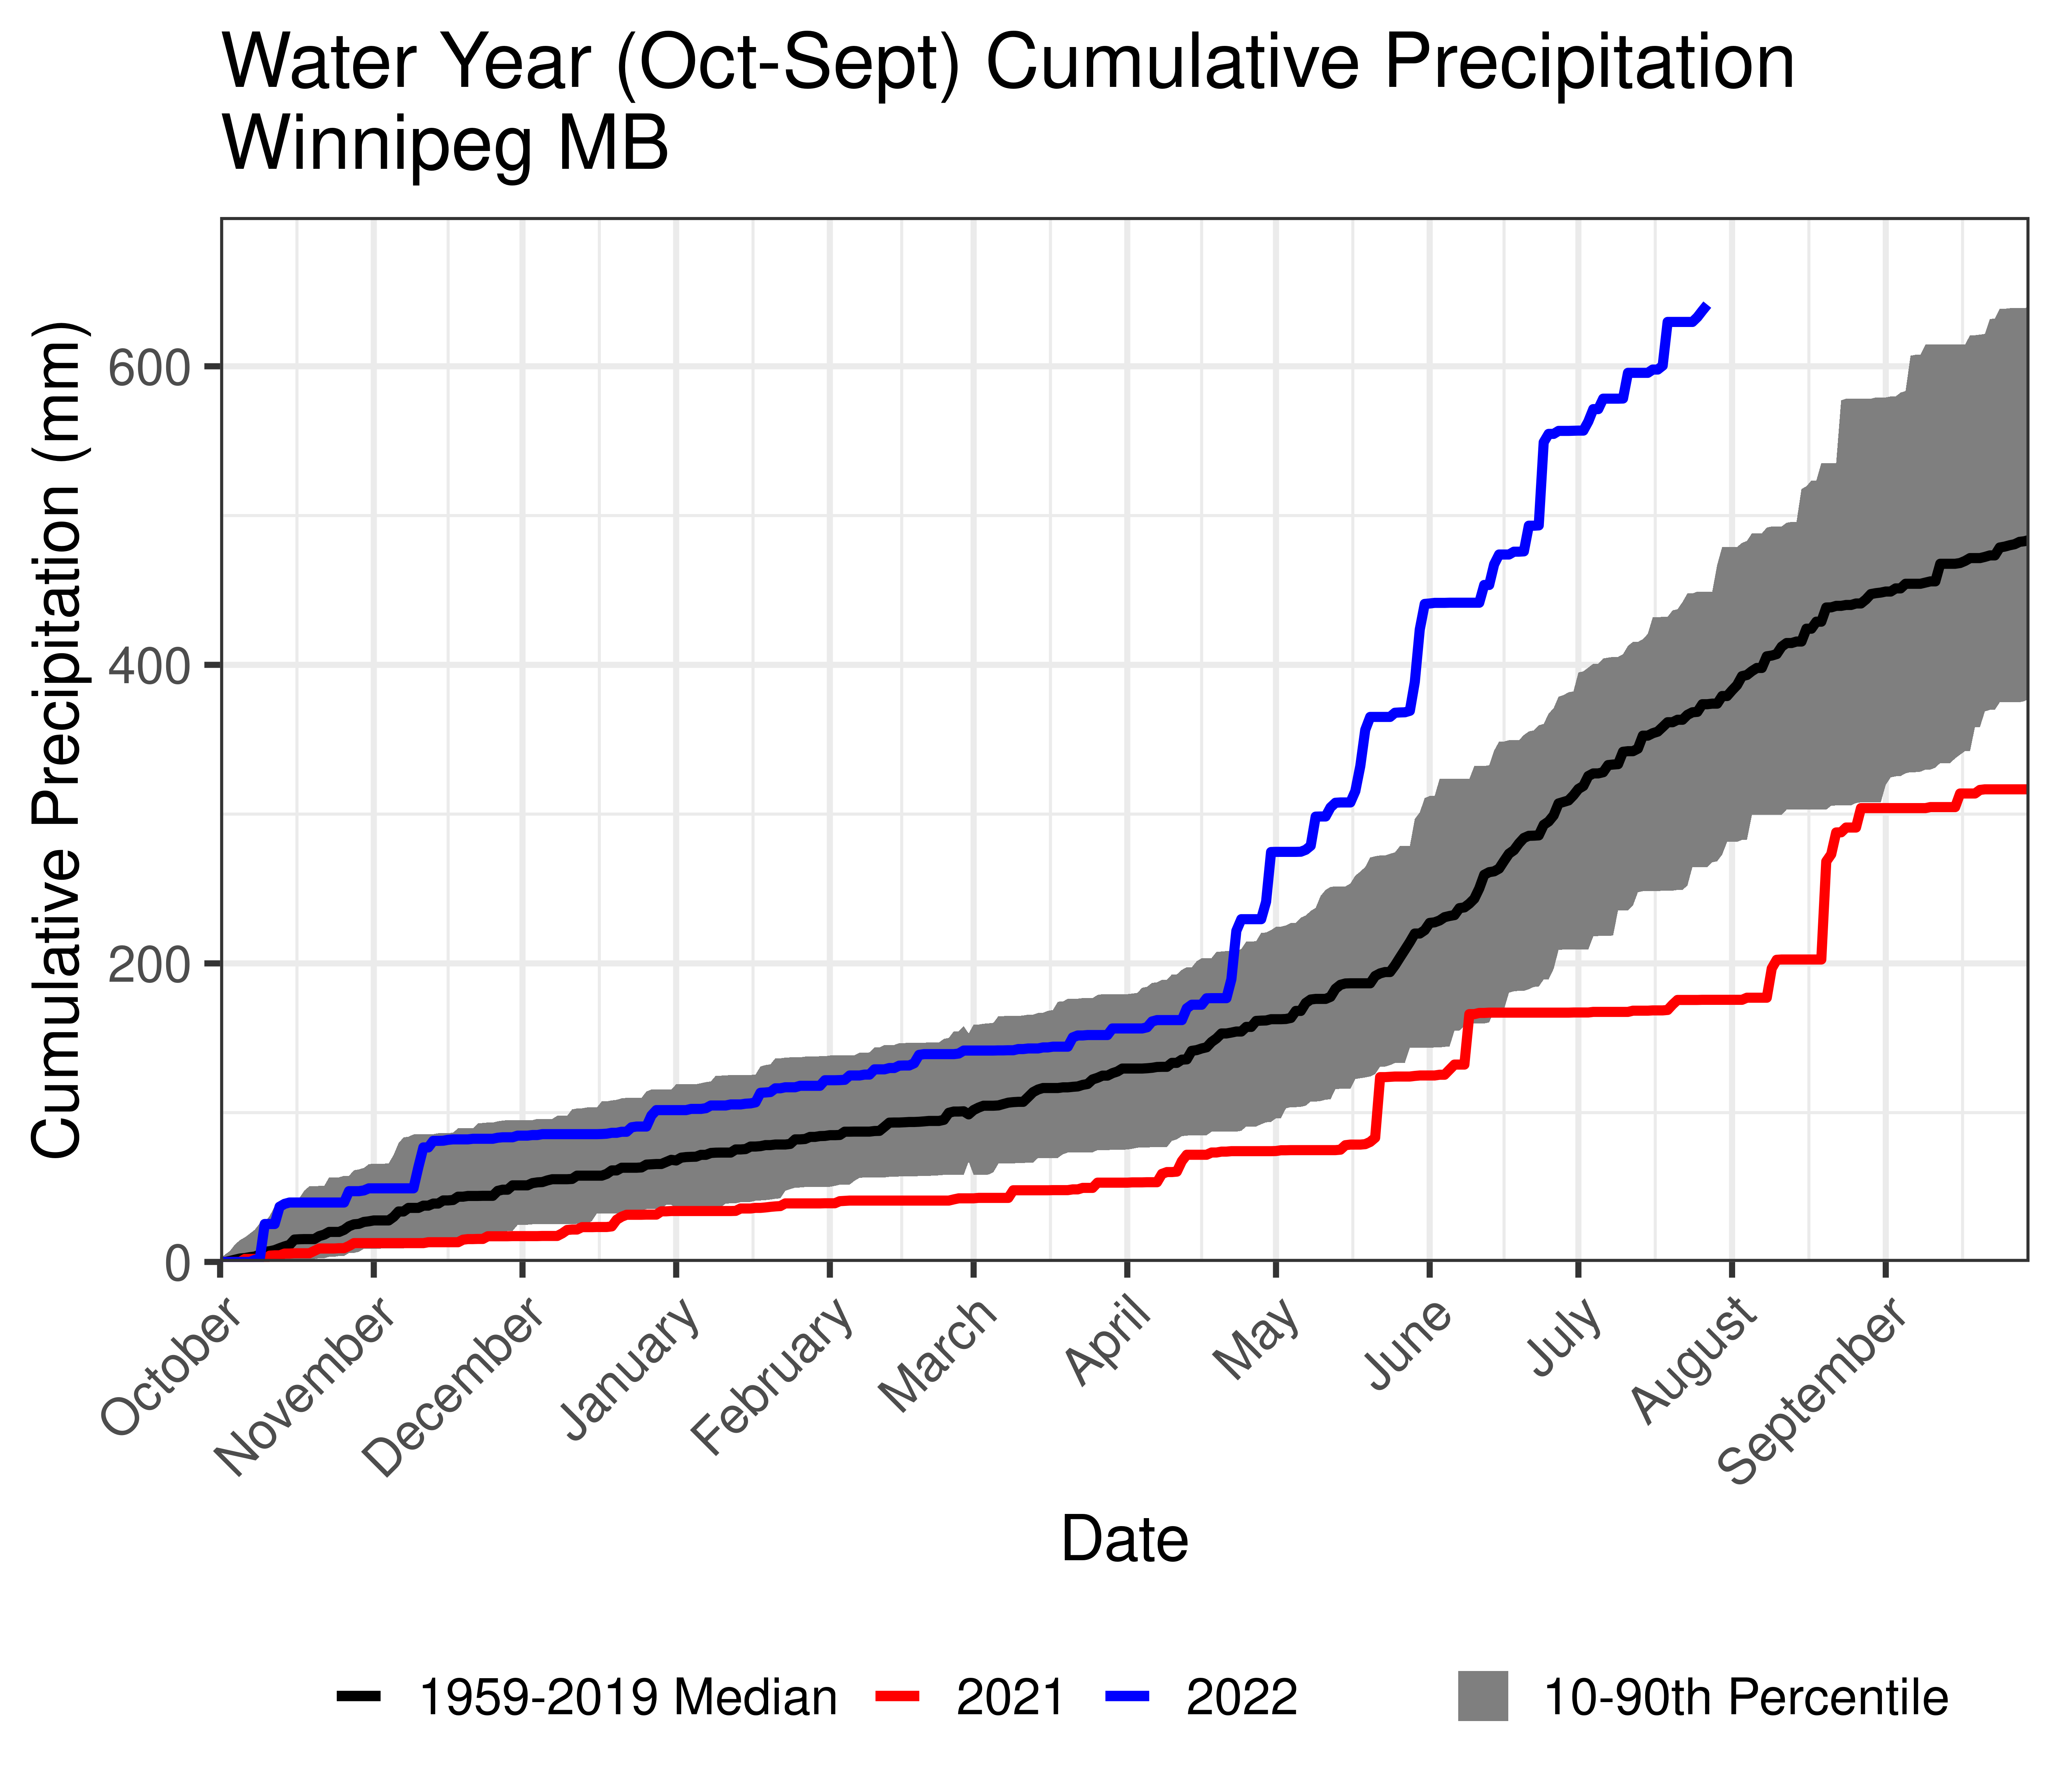 Water Year (Oct-Sept) Cumulative Precipitation
Winnipeg MB
Cumulative Precipitation (mm)
600
400
200
0
October
November
December
January
February
March
April
May
June
July
August
September
Date
1959-2019 Median
2021
2022
10-90th Percentile